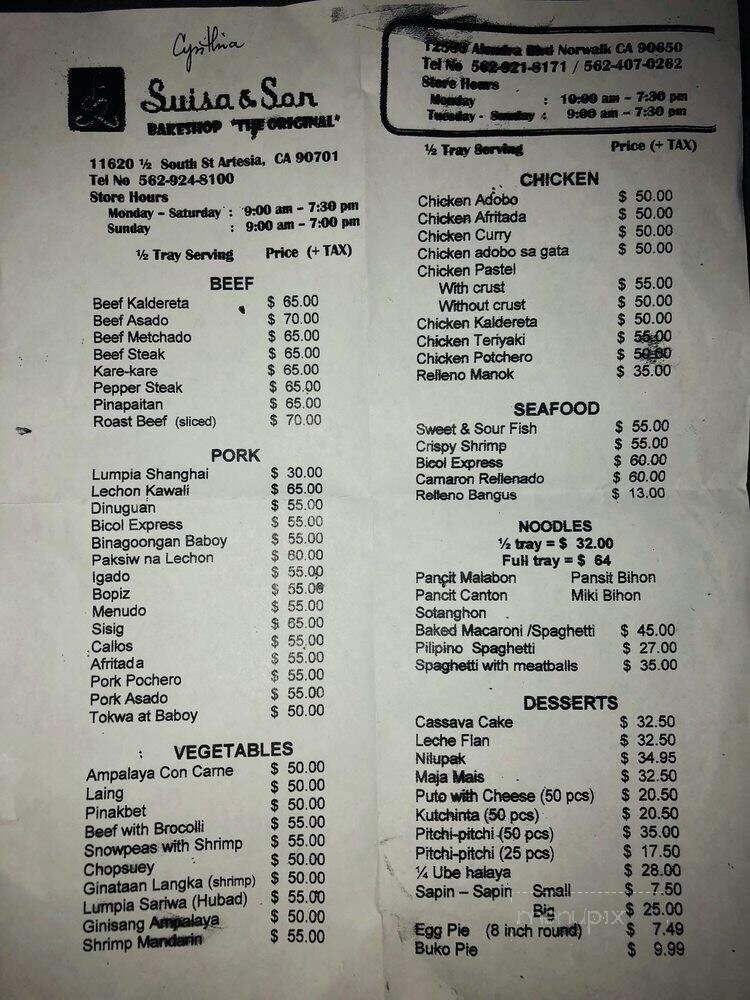 Cynthia
Suisa & Son
BAKESHOP "THE ORIGINAL"
11620 ½ South St Artesia, CA 90701
Tel No 562-924-8100
Store Hours
Monday – Saturday : 9:00 am – 7:30 pm
Sunday : 9:00 am – 7:00 pm
½ Tray Serving Price (+ TAX)
BEEF
Beef Kaldereta $ 65.00
Beef Asado $ 70.00
Beef Metchado $ 65.00
Beef Steak $ 65.00
Kare-kare $ 65.00
Pepper Steak $ 65.00
Pinapaitan $ 65.00
Roast Beef (sliced) $ 70.00
PORK
Lumpia Shanghai $ 30.00
Lechon Kawali $ 65.00
Dinuguan $ 55.00
Bicol Express $ 55.00
Binagoongan Baboy $ 55.00
Paksiw na Lechon $ 60.00
Igado $ 55.00
Bopiz $ 55.00
Menudo $ 55.00
Sisig $ 65.00
Callos $ 55.00
Afritada $ 55.00
Pork Pochero $ 55.00
Pork Asado $ 55.00
Tokwa at Baboy $ 50.00
VEGETABLES
Ampalaya Con Carne $ 50.00
Laing $ 50.00
Pinakbet $ 50.00
Beef with Brocolli $ 55.00
Snowpeas with Shrimp $ 55.00
Chopsuey $ 50.00
Ginataan Langka (shrimp) $ 50.00
Lumpia Sariwa (Hubad) $ 55.00
Ginisang Ampalaya $ 50.00
Shrimp Mandarin $ 55.00
Blvd Norwalk CA 90650
Tel No 562-921-8171 / 562-407-0262
Store Hours
Monday : 10:00 am – 7:30 pm
Tuesday - Sunday : 9:00 am – 7:30 pm
½ Tray Serving Price (+ TAX)
CHICKEN
Chicken Adobo $ 50.00
Chicken Afritada $ 50.00
Chicken Curry $ 50.00
Chicken adobo sa gata $ 50.00
Chicken Pastel
With crust $ 55.00
Without crust $ 50.00
Chicken Kaldereta $ 50.00
Chicken Teriyaki $ 55.00
Chicken Potchero $ 50.00
Relleno Manok $ 35.00
SEAFOOD
Sweet & Sour Fish $ 55.00
Crispy Shrimp $ 55.00
Bicol Express $ 60.00
Camaron Rellenado $ 60.00
Relleno Bangus $ 13.00
NOODLES
½ tray = $ 32.00
Full tray = $ 64
Pancit Malabon Pansit Bihon
Pancit Canton Miki Bihon
Sotanghon
Baked Macaroni /Spaghetti $ 45.00
Pilipino Spaghetti $ 27.00
Spaghetti with meatballs $ 35.00
DESSERTS
Cassava Cake $ 32.50
Leche Flan $ 32.50
Nilupak $ 34.95
Maja Mais $ 32.50
Puto with Cheese (50 pcs) $ 20.50
Kutchinta (50 pcs) $ 20.50
Pitchi-pitchi (50 pcs) $ 35.00
Pitchi-pitchi (25 pcs) $ 17.50
¼ Ube halaya $ 28.00
Sapin – Sapin Small $ 7.50
Big $ 25.00
menupix
Egg Pie (8 inch round) $ 7.49
Buko Pie $ 9.99